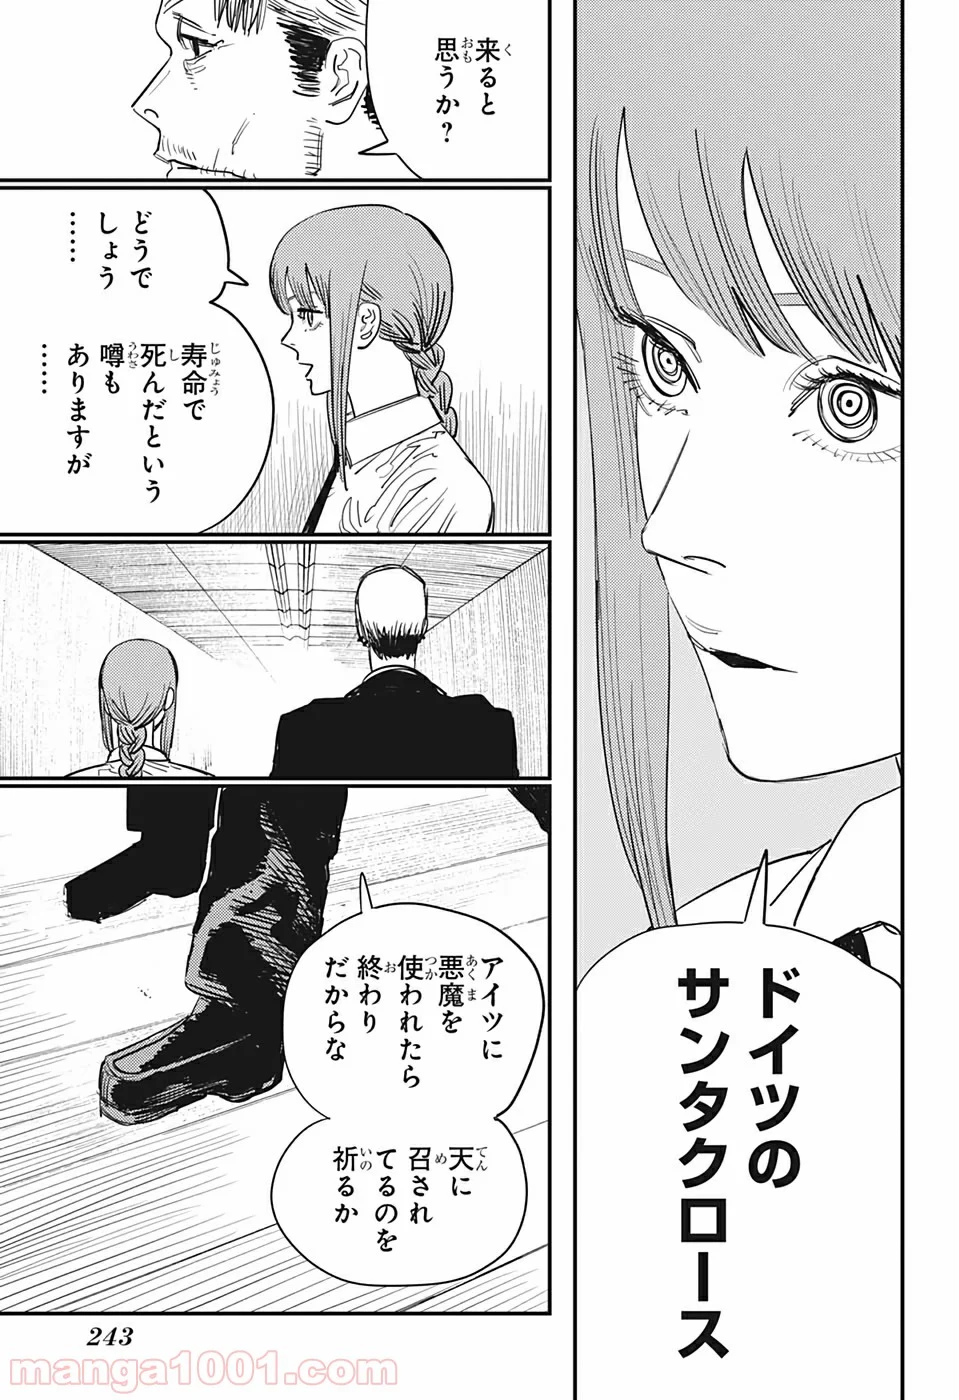 ドイツの
サンタクロース
来ると
思うか?
どうで
しょう
……
寿命で
死んだという
噂も
ありますが
……
アイツに
悪魔を
使われたら
終わり
だからな
天に
召され
てるのを
祈るか
243
manga1001.com